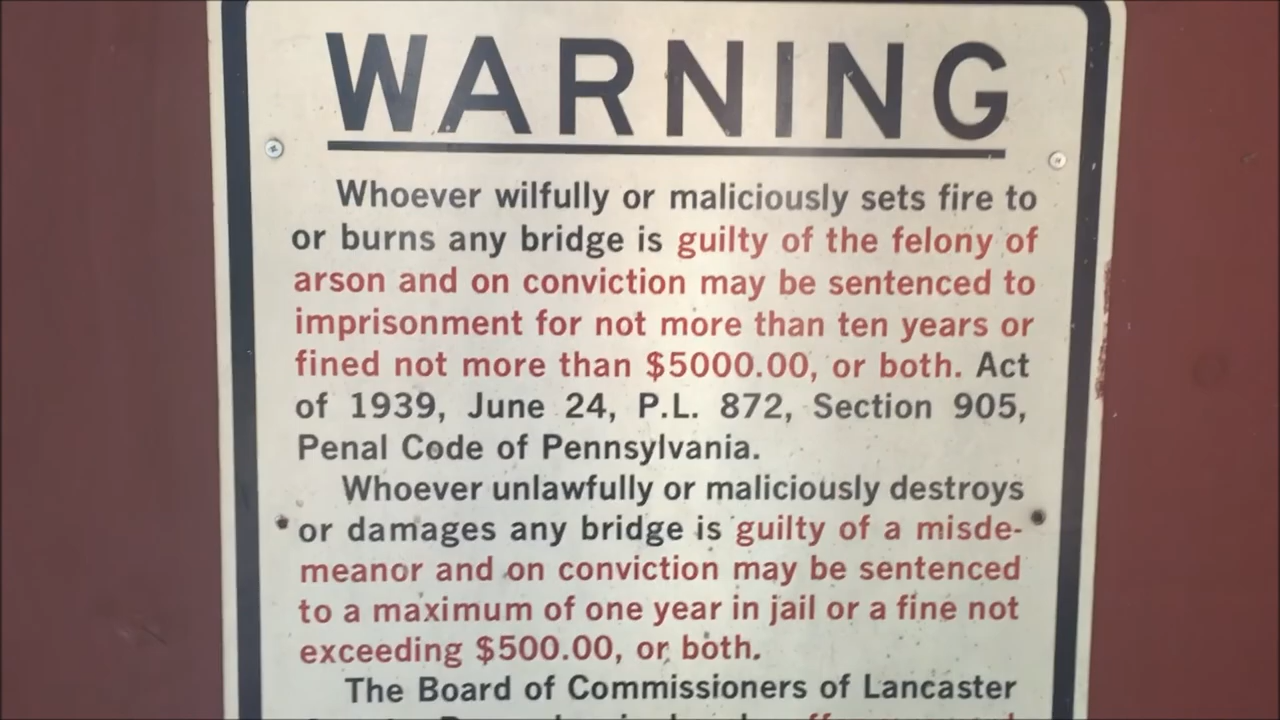 WARNING
Whoever wilfully or maliciously sets fire to
or burns any bridge is guilty of the felony of
arson and on conviction may be sentenced to
imprisonment for not more than ten years or
fined not more than $5000.00, or both. Act
of 1939, June 24, P.L. 872, Section 905,
Penal Code of Pennsylvania.
Whoever unlawfully or maliciously destroys
or damages any bridge is guilty of a misde-
meanor and on conviction may be sentenced
to a maximum of one year in jail or a fine not
exceeding $500.00, or both.
The Board of Commissioners of Lancaster